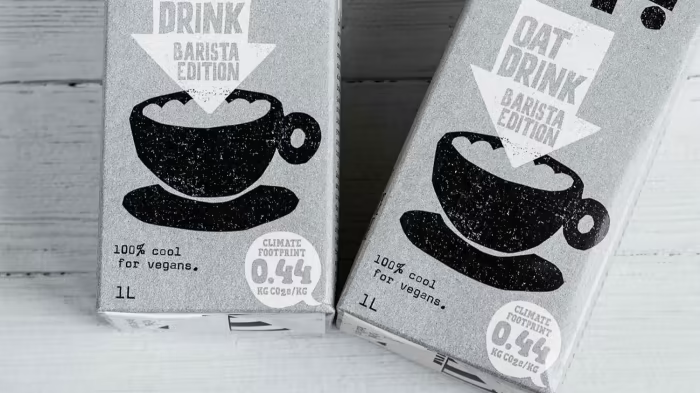 DRINK
BARISTA
EDITION
100% cool
for vegans.
1L
CLIMATE
FOOTPRINT
0.44
KG CO2e/KG
OAT
DRINK
BARISTA
EDITION
100% cool
for vegans.
1L
CLIMATE
FOOTPRINT
0.44
KG CO2e/KG